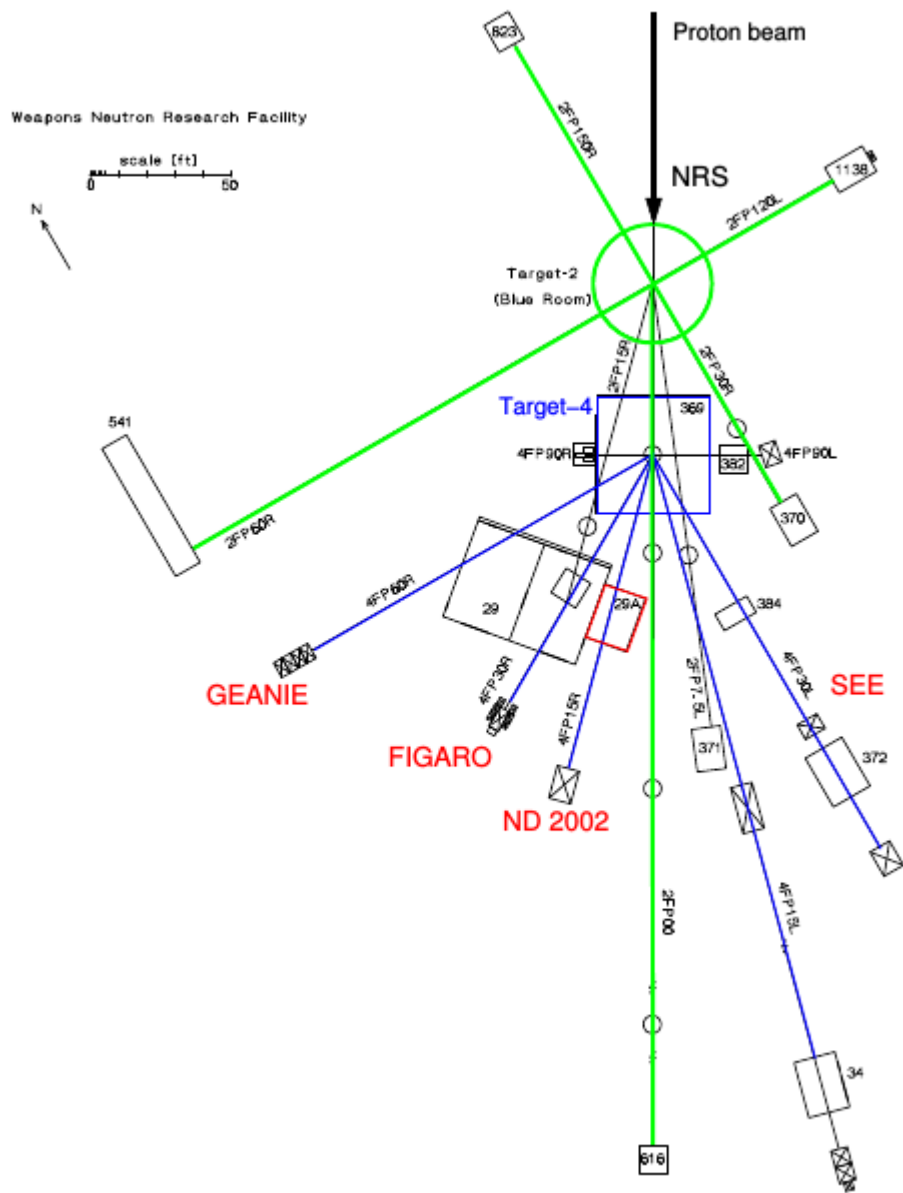 823
Proton beam
Weapons Neutron Research Facility
2FP150R
scale [ft]
0
50
NRS
1138
N
2FP120L
Target-2
(Blue Room)
2FP15R
2FP30R
Target-4
369
541
4FP90R
382
4FP90L
370
2FP60R
4FP60R
29
29A
384
GEANIE
4FP30R
2FP7.5L
4FP30L
SEE
4FP15R
FIGARO
371
372
ND 2002
2FP00
4FP15L
34
616